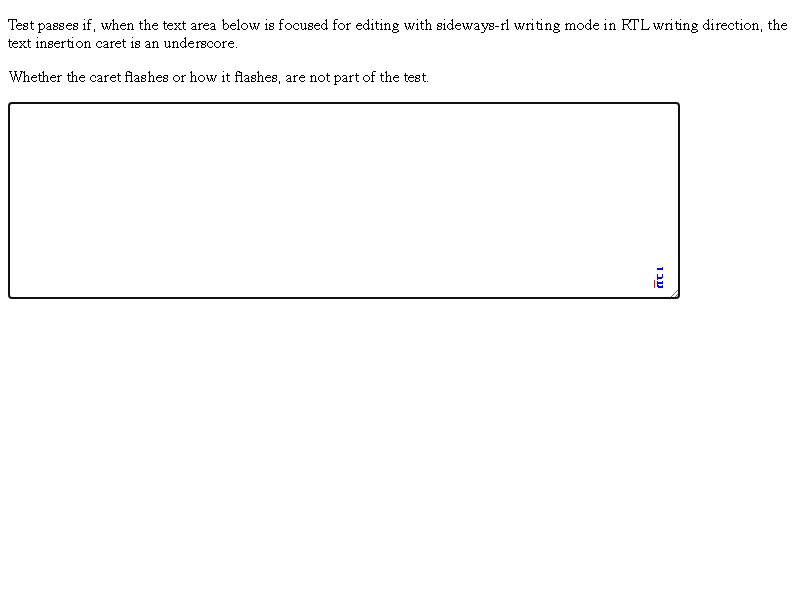 Test passes if, when the text area below is focused for editing with sideways-rl writing mode in RTL writing direction, the
text insertion caret is an underscore.
Whether the caret flashes or how it flashes, are not part of the test.